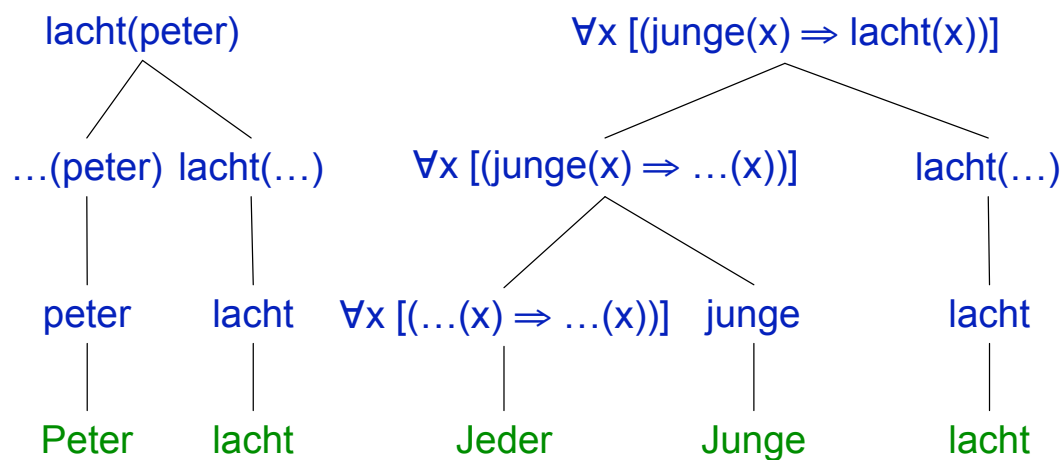 lacht(peter) ∀x [(junge(x) ⇒ lacht(x))]
…(peter) lacht(…) ∀x [(junge(x) ⇒ …(x))] lacht(…)
peter lacht ∀x [(…(x) ⇒ …(x))] junge lacht
Peter lacht Jeder Junge lacht